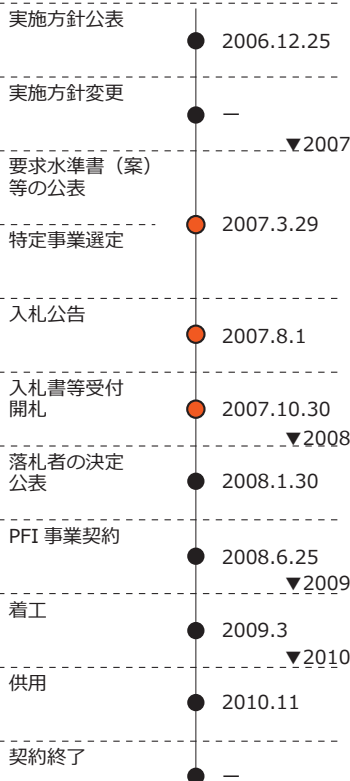 実施方針公表
2006.12.25
実施方針変更
－
▼2007
要求水準書（案）
等の公表
2007.3.29
特定事業選定
入札公告
2007.8.1
入札書等受付
開札
2007.10.30
▼2008
落札者の決定
公表
2008.1.30
PFI 事業契約
2008.6.25
▼2009
着工
2009.3
▼2010
供用
2010.11
契約終了
－